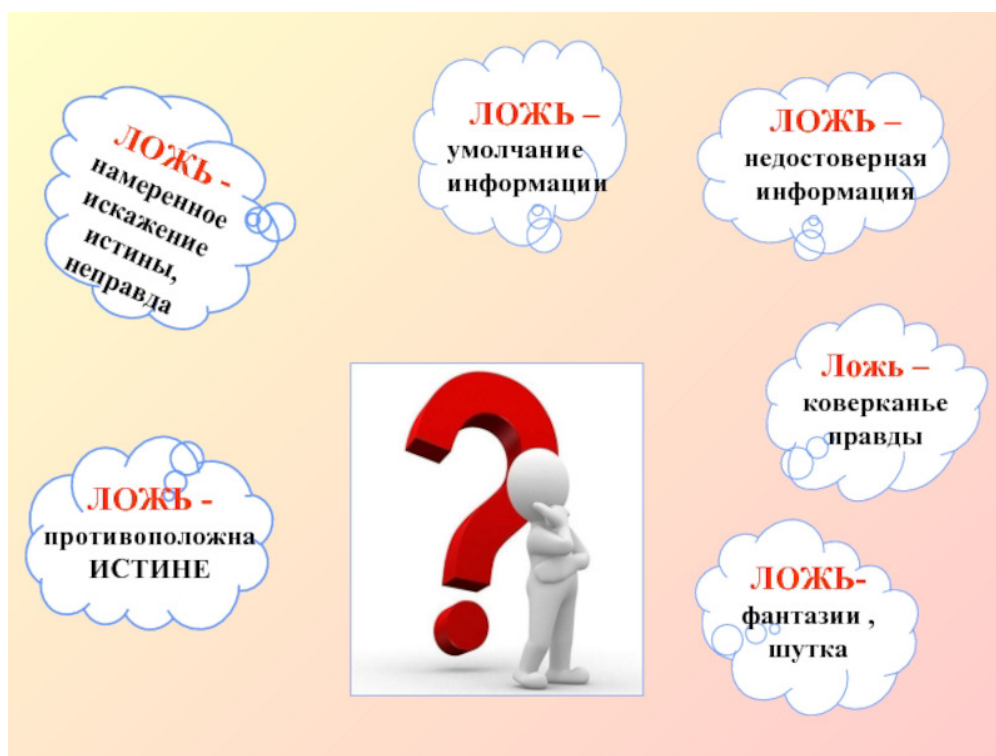 ЛОЖЬ -
намеренное
искажение
истины,
неправда
ЛОЖЬ –
умолчание
информации
ЛОЖЬ –
недостоверная
информация
Ложь –
коверканье
правды
ЛОЖЬ -
противоположна
ИСТИНЕ
ЛОЖЬ-
фантазии ,
шутка